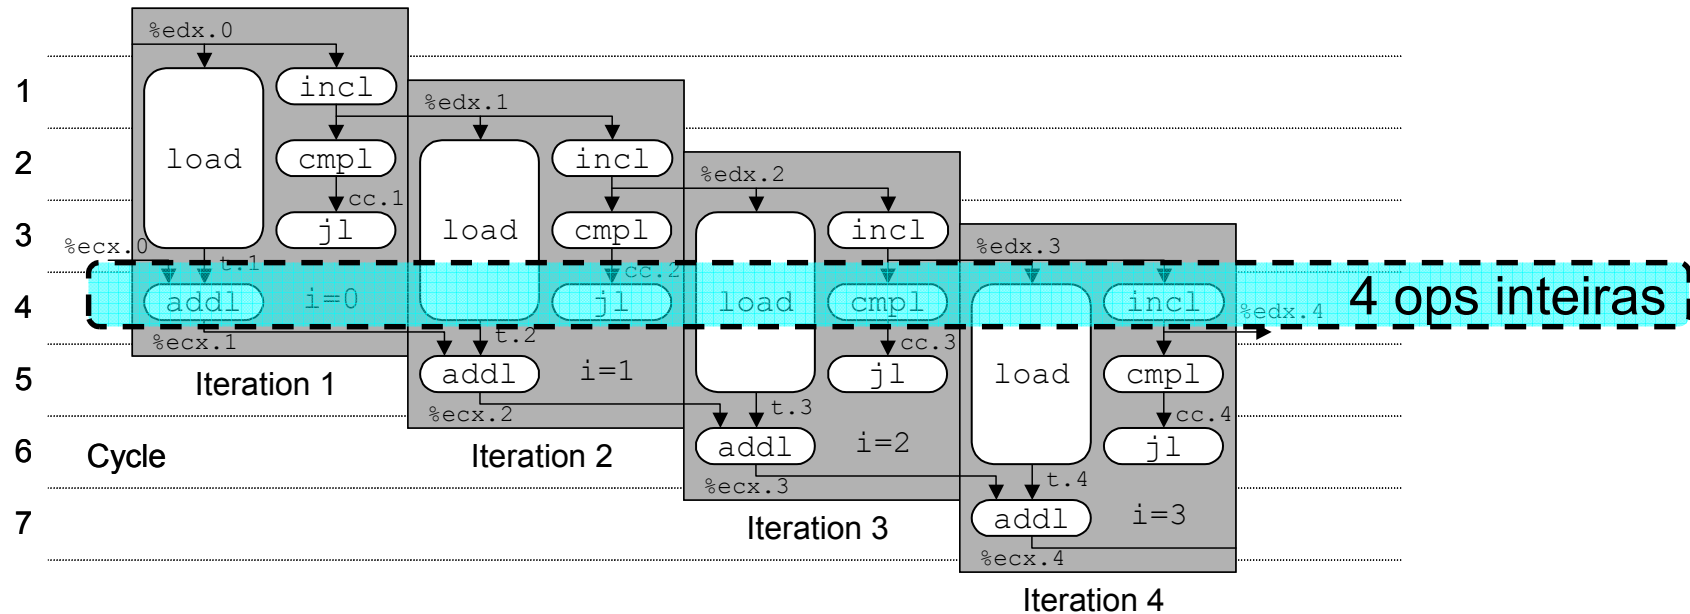 %edx.0
1
incl
%edx.1
load
cmpl
incl
2
cc.1
%edx.2
jl
load
cmpl
incl
3
%ecx.0
t.1
cc.2
%edx.3
addl
i=0
jl
load
cmpl
incl
4 ops inteiras
4
%edx.4
%ecx.1
t.2
cc.3
Iteration 1
addl
i=1
jl
load
cmpl
5
%ecx.2
t.3
cc.4
6
Cycle
Iteration 2
addl
i=2
jl
%ecx.3
t.4
7
Iteration 3
addl
i=3
%ecx.4
Iteration 4